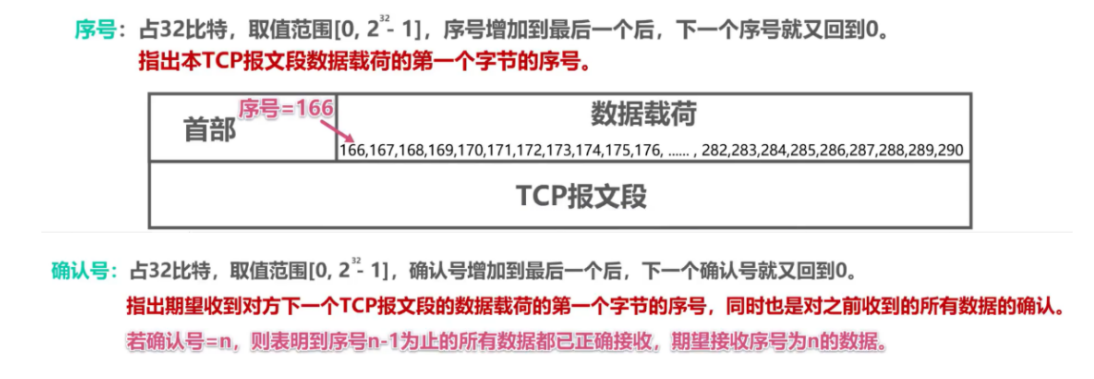 序号：占32比特，取值范围[0, 2³² - 1]，序号增加到最后一个后，下一个序号就又回到0。
指出本TCP报文段数据载荷的第一个字节的序号。
序号=166
首部
数据载荷
166,167,168,169,170,171,172,173,174,175,176, ...... , 282,283,284,285,286,287,288,289,290
TCP报文段
确认号：占32比特，取值范围[0, 2³² - 1]，确认号增加到最后一个后，下一个确认号就又回到0。
指出期望收到对方下一个TCP报文段的数据载荷的第一个字节的序号，同时也是对之前收到的所有数据的确认。
若确认号=n，则表明到序号n-1为止的所有数据都已正确接收，期望接收序号为n的数据。